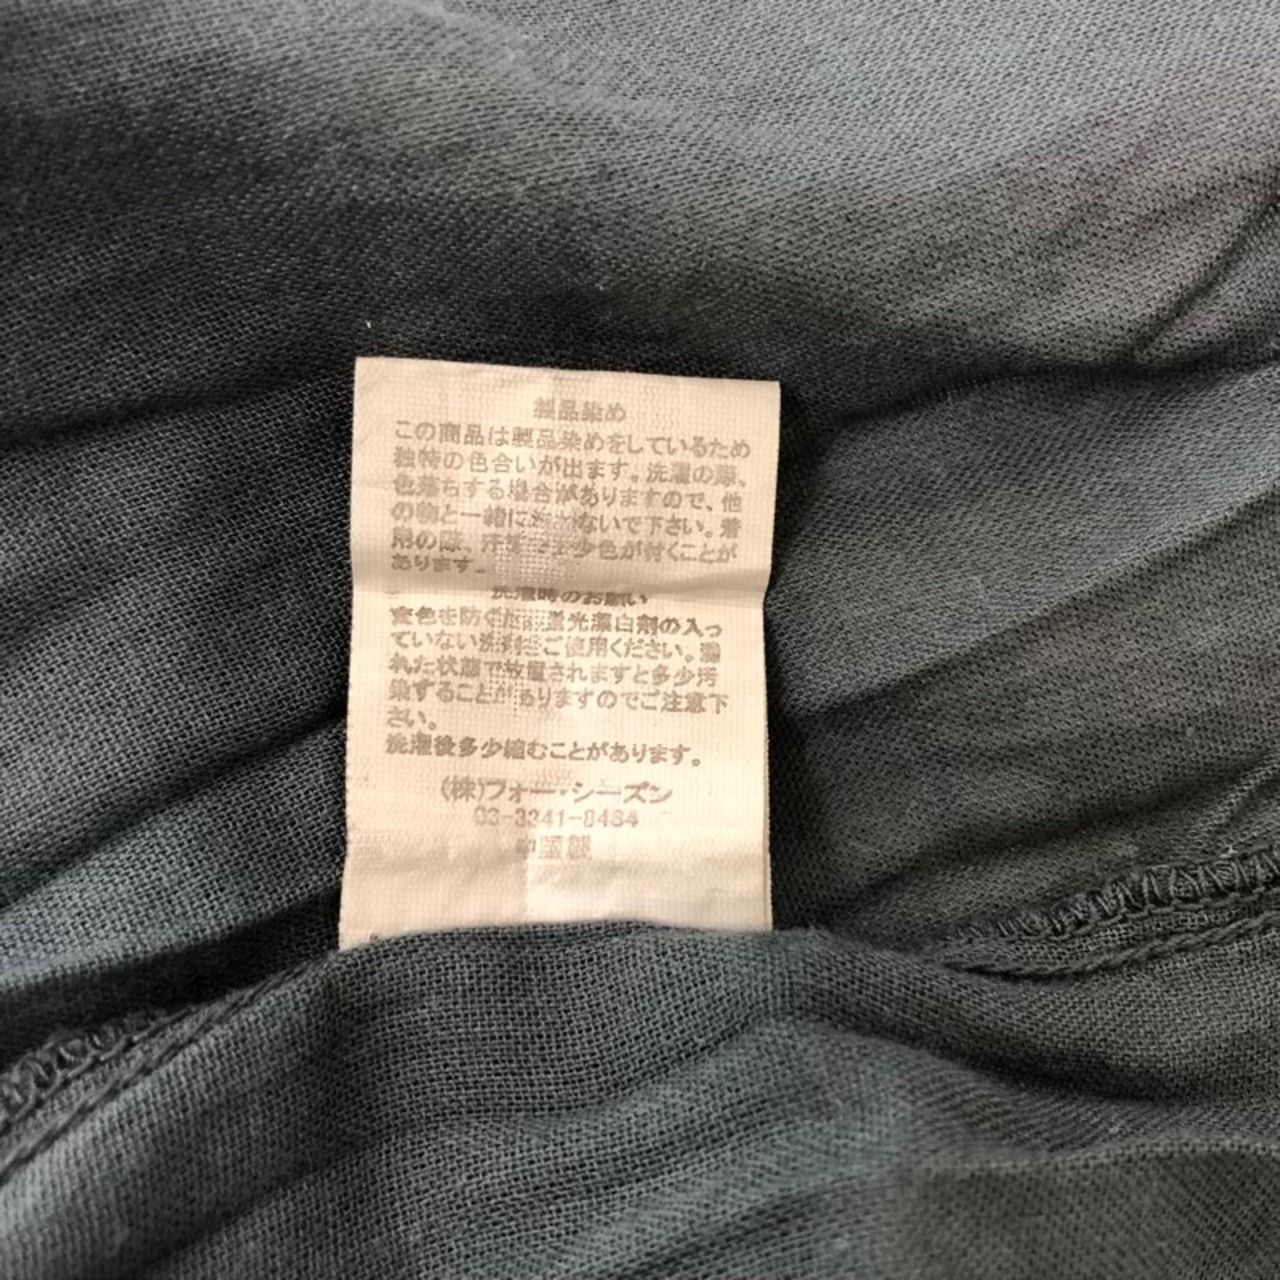 製品染め
この商品は製品染めをしているため
独特の色合いが出ます。洗濯の際、
色落ちする場合がありますので、他
の物と一緒に洗わないで下さい。着
用の際、汗等で多少色が付くことが
あります。
洗濯時のお願い
変色を防ぐ 蛍光漂白剤の入っ
ていない洗剤をご使用ください。濡
れた状態で放置されますと多少汚
染することがありますのでご注意下
さい。
洗濯後多少縮むことがあります。
(株)フォー・シーズン
03-3341-8484
中国製